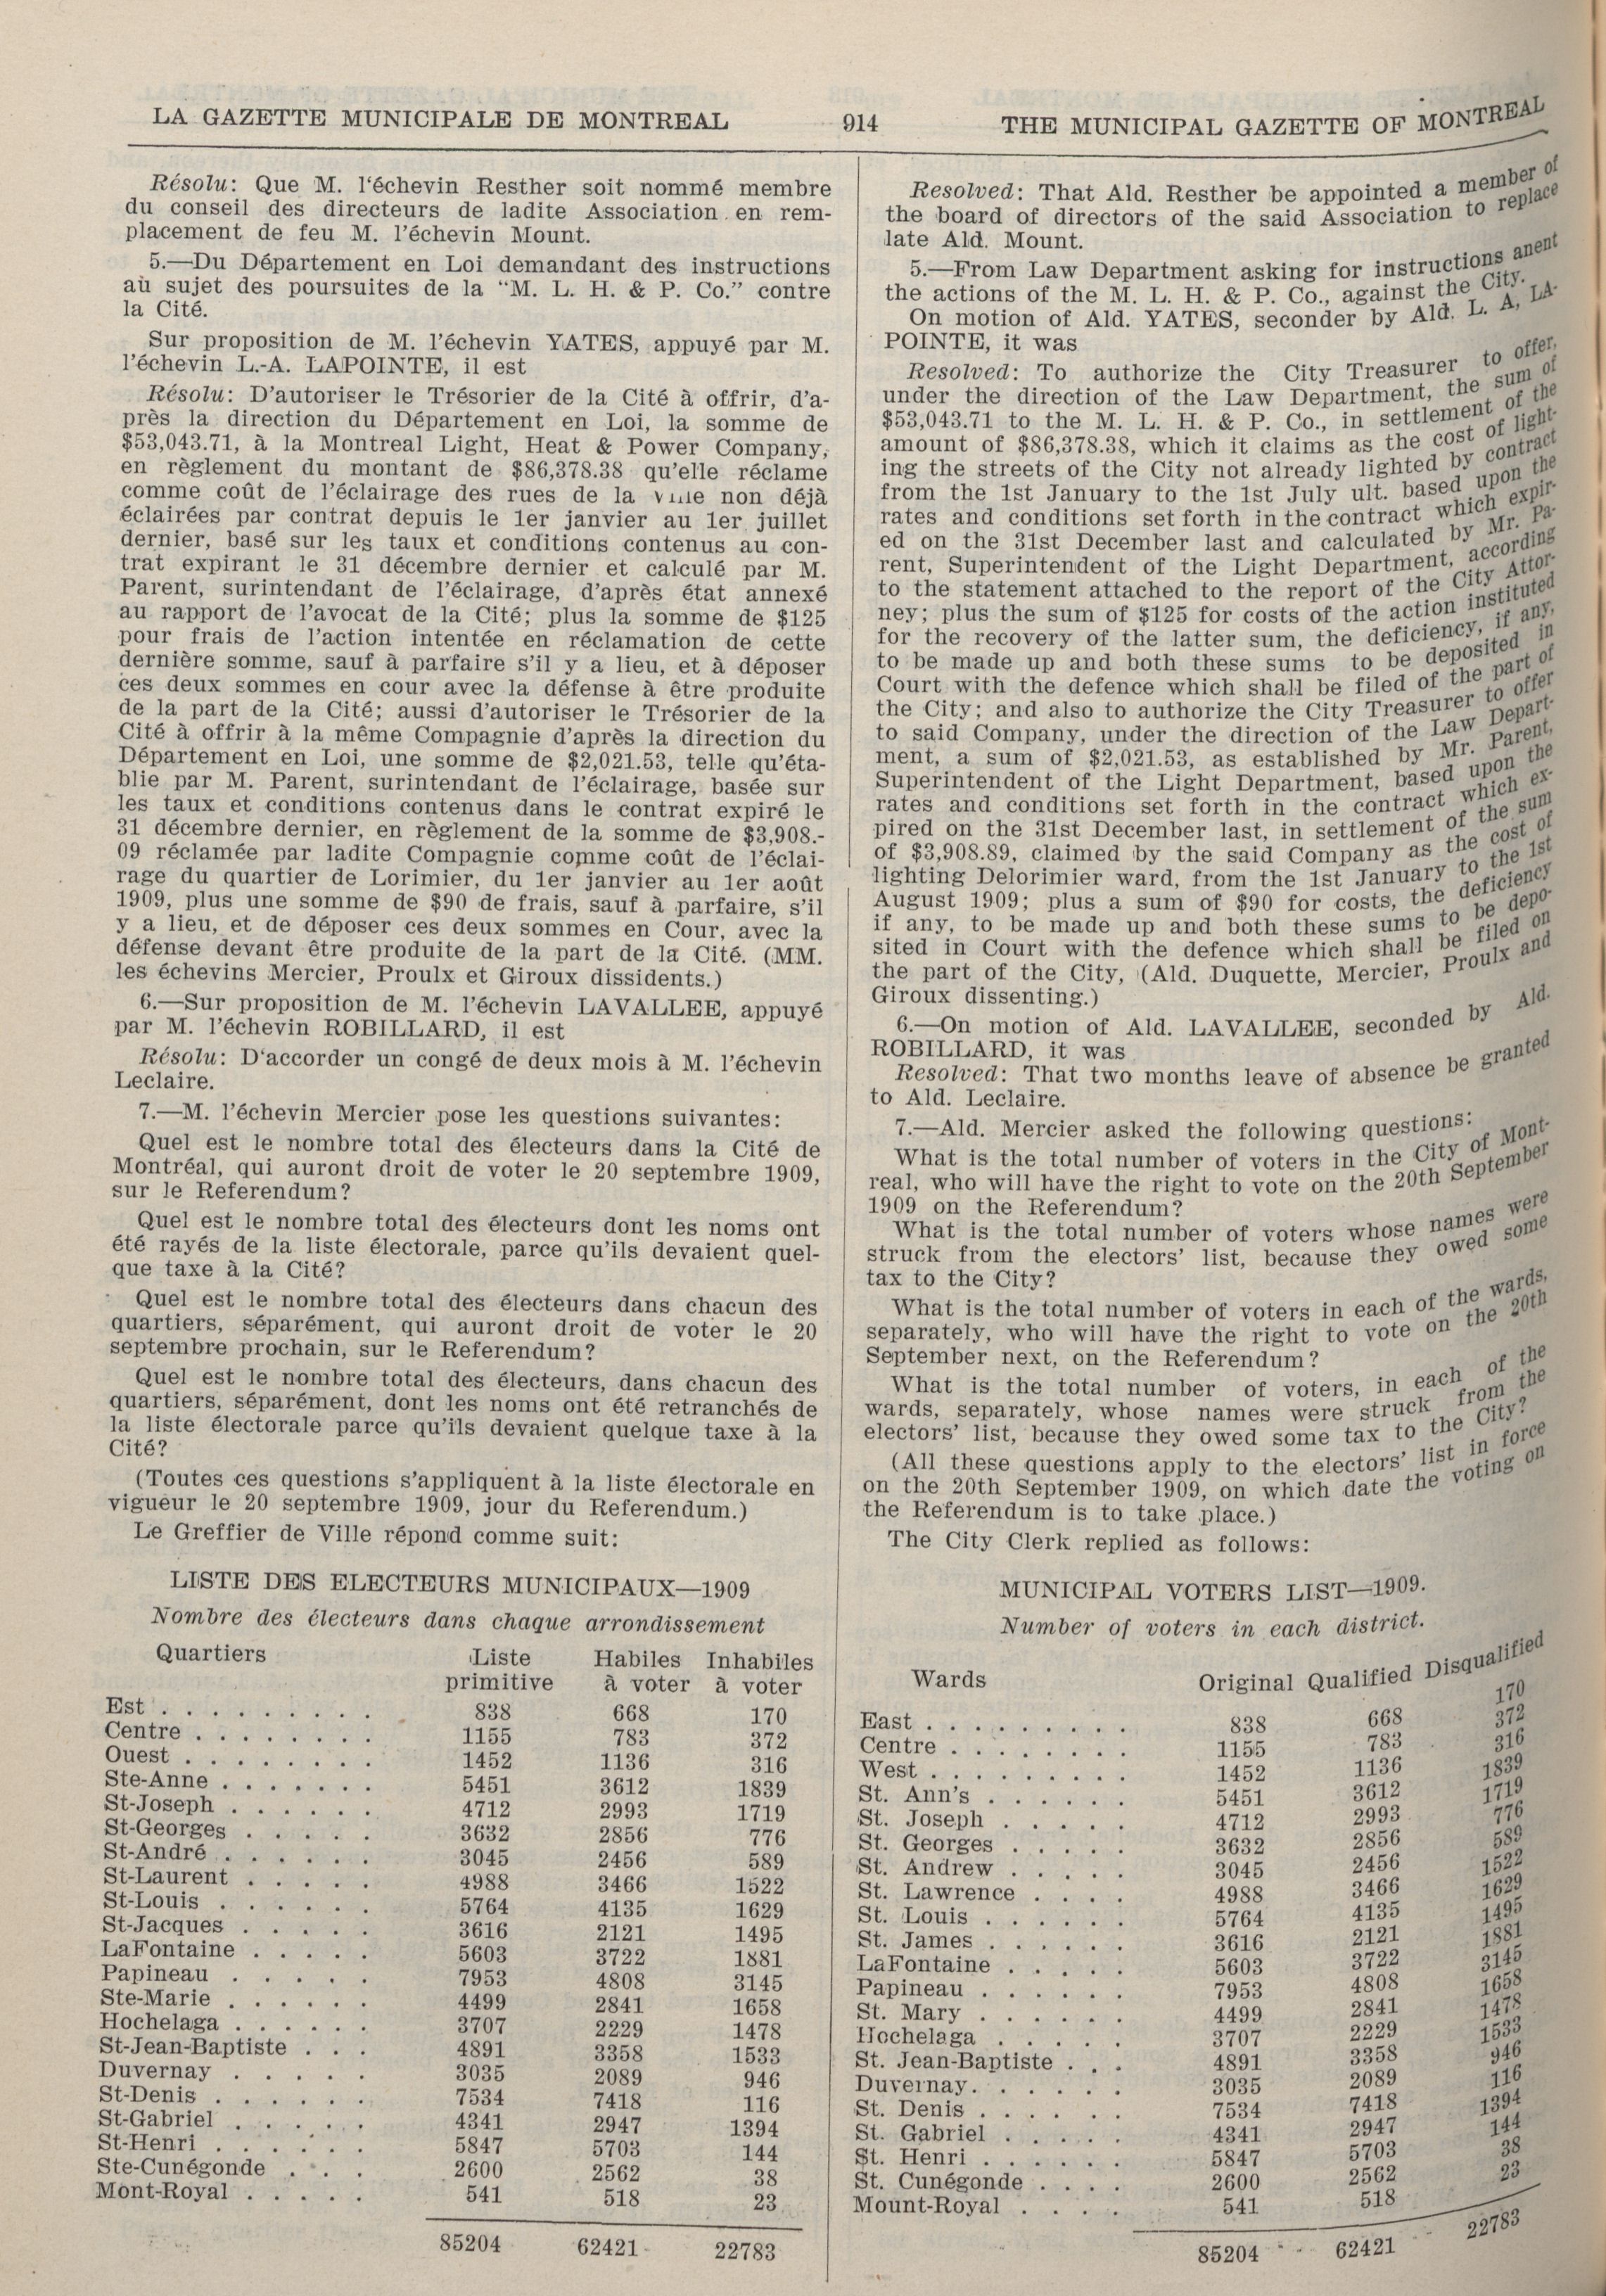 LA GAZETTE MUNICIPALE DE MONTREAL 914 THE MUNICIPAL GAZETTE OF MONTREAL
Résolu: Que M. l'échevin Resther soit nommé membre
du conseil des directeurs de ladite Association en rem-
placement de feu M. l'échevin Mount.
5.—Du Département en Loi demandant des instructions
au sujet des poursuites de la "M. L. H. & P. Co." contre
la Cité.
Sur proposition de M. l'échevin YATES, appuyé par M.
l'échevin L.-A. LAPOINTE, il est
Résolu: D'autoriser le Trésorier de la Cité à offrir, d'a-
près la direction du Département en Loi, la somme de
$53,043.71, à la Montreal Light, Heat & Power Company,
en règlement du montant de $86,378.38 qu'elle réclame
comme coût de l'éclairage des rues de la Ville non déjà
éclairées par contrat depuis le 1er janvier au 1er juillet
dernier, basé sur les taux et conditions contenus au con-
trat expirant le 31 décembre dernier et calculé par M.
Parent, surintendant de l'éclairage, d'après état annexé
au rapport de l'avocat de la Cité; plus la somme de $125
pour frais de l'action intentée en réclamation de cette
dernière somme, sauf à parfaire s'il y a lieu, et à déposer
ces deux sommes en cour avec la défense à être produite
de la part de la Cité; aussi d'autoriser le Trésorier de la
Cité à offrir à la même Compagnie d'après la direction du
Département en Loi, une somme de $2,021.53, telle qu'éta-
blie par M. Parent, surintendant de l'éclairage, basée sur
les taux et conditions contenus dans le contrat expiré le
31 décembre dernier, en règlement de la somme de $3,908.-
09 réclamée par ladite Compagnie comme coût de l'éclai-
rage du quartier de Lorimier, du 1er janvier au 1er août
1909, plus une somme de $90 de frais, sauf à parfaire, s'il
y a lieu, et de déposer ces deux sommes en Cour, avec la
défense devant être produite de la part de la Cité. (MM.
les échevins Mercier, Proulx et Giroux dissidents.)
6.—Sur proposition de M. l'échevin LAVALLEE, appuyé
par M. l'échevin ROBILLARD, il est
Résolu: D'accorder un congé de deux mois à M. l'échevin
Leclaire.
7.—M. l'échevin Mercier pose les questions suivantes:
Quel est le nombre total des électeurs dans la Cité de
Montréal, qui auront droit de voter le 20 septembre 1909,
sur le Referendum?
Quel est le nombre total des électeurs dont les noms ont
été rayés de la liste électorale, parce qu'ils devaient quel-
que taxe à la Cité?
Quel est le nombre total des électeurs dans chacun des
quartiers, séparément, qui auront droit de voter le 20
septembre prochain, sur le Referendum?
Quel est le nombre total des électeurs, dans chacun des
quartiers, séparément, dont les noms ont été retranchés de
la liste électorale parce qu'ils devaient quelque taxe à la
Cité?
(Toutes ces questions s'appliquent à la liste électorale en
vigueur le 20 septembre 1909, jour du Referendum.)
Le Greffier de Ville répond comme suit:
LISTE DES ELECTEURS MUNICIPAUX—1909
Nombre des électeurs dans chaque arrondissement
Quartiers Liste Habiles Inhabiles
primitive à voter à voter
Est . . . . . . . . . 838 668 170
Centre . . . . . . . . 1155 783 372
Ouest . . . . . . . . 1452 1136 316
Ste-Anne . . . . . . . 5451 3612 1839
St-Joseph . . . . . . 4712 2993 1719
St-Georges . . . . . 3632 2856 776
St-André . . . . . . 3045 2456 589
St-Laurent . . . . . 4988 3466 1522
St-Louis . . . . . . 5764 4135 1629
St-Jacques . . . . . 3616 2121 1495
LaFontaine . . . . . 5603 3722 1881
Papineau . . . . . 7953 4808 3145
Ste-Marie . . . . . . 4499 2841 1658
Hochelaga . . . . . . 3707 2229 1478
St-Jean-Baptiste . . . 4891 3358 1533
Duvernay . . . . . 3035 2089 946
St-Denis . . . . . . 7534 7418 116
St-Gabriel . . . . . 4341 2947 1394
St-Henri . . . . . . 5847 5703 144
Ste-Cunégonde . . . 2600 2562 38
Mont-Royal . . . . . 541 518 23
85204 62421 22783
Resolved: That Ald. Resther be appointed a member of
the board of directors of the said Association to replace
late Ald. Mount.
5.—From Law Department asking for instructions anent
the actions of the M. L. H. & P. Co., against the City.
On motion of Ald. YATES, seconder by Ald. L. A, LA-
POINTE, it was
Resolved: To authorize the City Treasurer to offer,
under the direction of the Law Department, the sum of
$53,043.71 to the M. L. H. & P. Co., in settlement of the
amount of $86,378.38, which it claims as the cost of light-
ing the streets of the City not already lighted by contract
from the 1st January to the 1st July ult. based upon the
rates and conditions set forth in the contract which expir-
ed on the 31st December last and calculated by Mr. Pa-
rent, Superintendent of the Light Department, according
to the statement attached to the report of the City Attor-
ney; plus the sum of $125 for costs of the action instituted
for the recovery of the latter sum, the deficiency, if any,
to be made up and both these sums to be deposited in
Court with the defence which shall be filed of the part of
the City; and also to authorize the City Treasurer to offer
to said Company, under the direction of the Law Depart-
ment, a sum of $2,021.53, as established by Mr. Parent,
Superintendent of the Light Department, based upon the
rates and conditions set forth in the contract which ex-
pired on the 31st December last, in settlement of the sum
of $3,908.89, claimed by the said Company as the cost of
lighting Delorimier ward, from the 1st January to the 1st
August 1909; plus a sum of $90 for costs, the deficiency
if any, to be made up and both these sums to be depo-
sited in Court with the defence which shall be filed on
the part of the City, (Ald. Duquette, Mercier, Proulx and
Giroux dissenting.)
6.—On motion of Ald. LAVALLEE, seconded by Ald.
ROBILLARD, it was
Resolved: That two months leave of absence be granted
to Ald. Leclaire.
7.—Ald. Mercier asked the following questions:
What is the total number of voters in the City of Mont-
real, who will have the right to vote on the 20th September
1909 on the Referendum?
What is the total number of voters whose names were
struck from the electors' list, because they owed some
tax to the City?
What is the total number of voters in each of the wards,
separately, who will have the right to vote on the 20th
September next, on the Referendum?
What is the total number of voters, in each of the
wards, separately, whose names were struck from the
electors' list, because they owed some tax to the City?
(All these questions apply to the electors' list in force
on the 20th September 1909, on which date the voting on
the Referendum is to take place.)
The City Clerk replied as follows:
MUNICIPAL VOTERS LIST—1909.
Number of voters in each district.
Wards Original Qualified Disqualified
East . . . . . . . . . 838 668 170
Centre . . . . . . . . 1155 783 372
West . . . . . . . . . 1452 1136 316
St. Ann's . . . . . . 5451 3612 1839
St. Joseph . . . . . 4712 2993 1719
St. Georges . . . . . 3632 2856 776
St. Andrew . . . . . 3045 2456 589
St. Lawrence . . . . 4988 3466 1522
St. Louis . . . . . . 5764 4135 1629
St. James . . . . . . 3616 2121 1495
LaFontaine . . . . . 5603 3722 1881
Papineau . . . . . . 7953 4808 3145
St. Mary . . . . . . 4499 2841 1658
Hochelaga . . . . . 3707 2229 1478
St. Jean-Baptiste . . . 4891 3358 1533
Duvernay. . . . . . 3035 2089 946
St. Denis . . . . . . 7534 7418 116
St. Gabriel . . . . . 4341 2947 1394
St. Henri . . . . . . 5847 5703 144
St. Cunégonde . . . . 2600 2562 38
Mount-Royal . . . . 541 518 23
85204 62421 22783